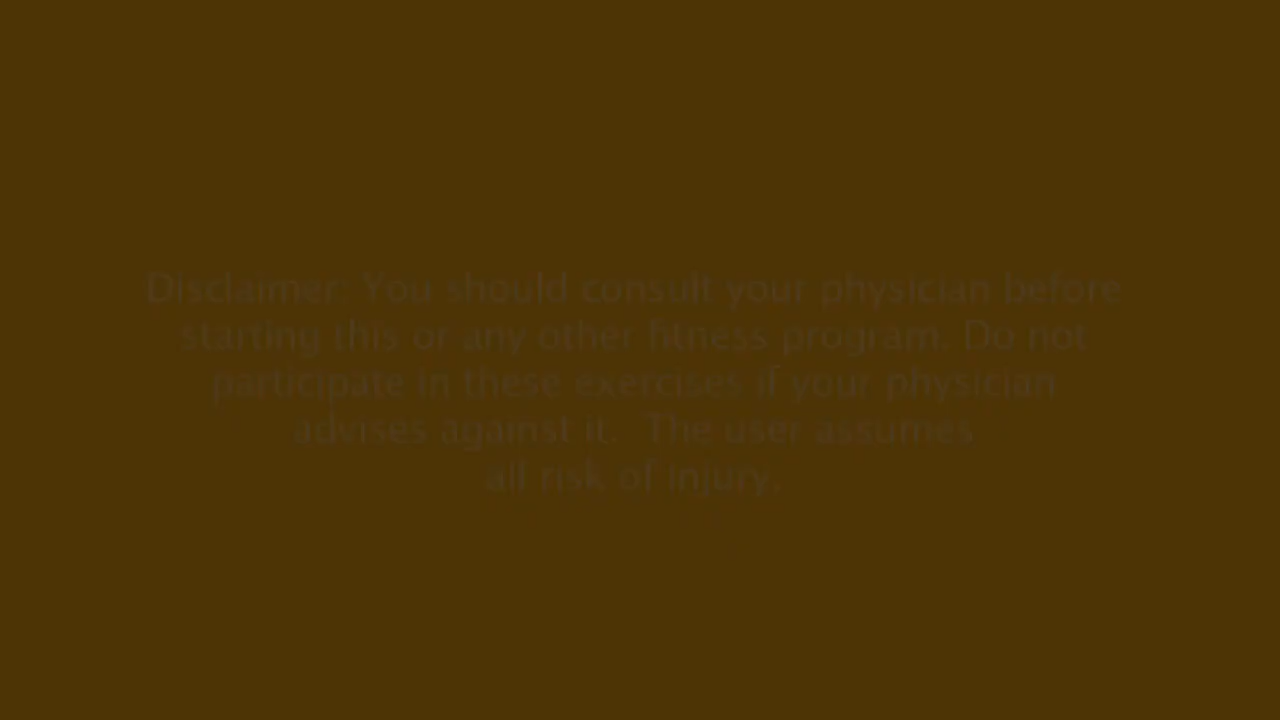 Disclaimer: You should consult your physician before
starting this or any other fitness program. Do not
participate in these exercises if your physician
advises against it.  The user assumes
all risk of injury.